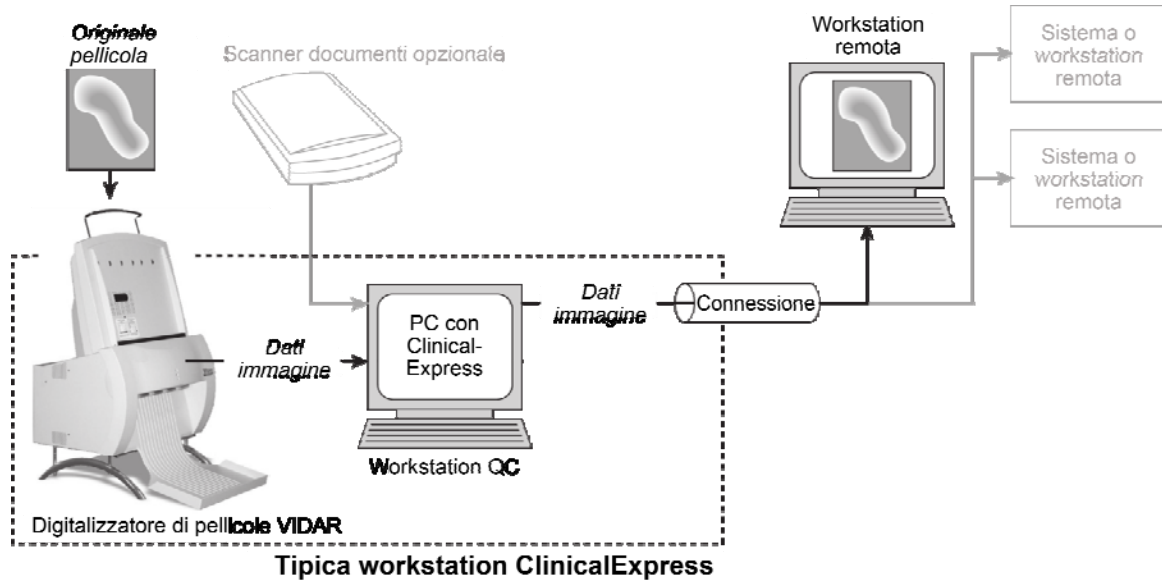 Originale
pellicola
Scanner documenti opzionale
Workstation
remota
Sistema o
workstation
remota
Sistema o
workstation
remota
Dati
immagine
PC con
Clinical-
Express
Dati
immagine
Connessione
Workstation QC
Digitalizzatore di pellicole VIDAR
Tipica workstation ClinicalExpress